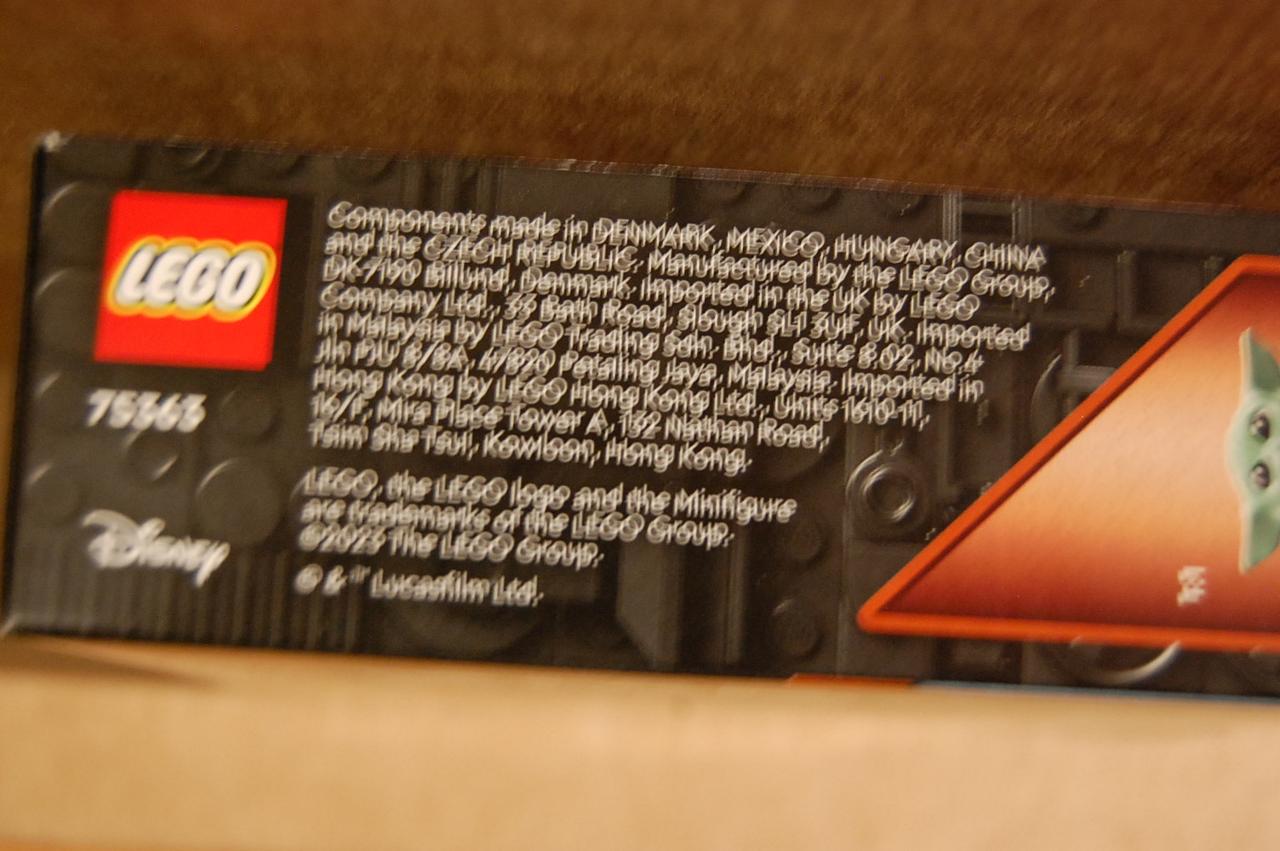 LEGO
75363
Disney
Components made in DENMARK, MEXICO, HUNGARY, CHINA
and the CZECH REPUBLIC. Manufactured by the LEGO Group,
DK-7190 Billund, Denmark. Imported in the UK by LEGO
Company Ltd., 33 Bath Road, Slough SL1 3UF, UK. Imported
in Malaysia by LEGO Trading Sdn. Bhd., Suite 8.02, No.4
Jln PJU 8/8A, 47820 Petaling Jaya, Malaysia. Imported in
Hong Kong by LEGO Hong Kong Ltd., Units 1610-11,
16/F, Mira Place Tower A, 132 Nathan Road,
Tsim Sha Tsui, Kowloon, Hong Kong.
LEGO, the LEGO logo and the Minifigure
are trademarks of the LEGO Group.
©2023 The LEGO Group.
© & ™ Lucasfilm Ltd.